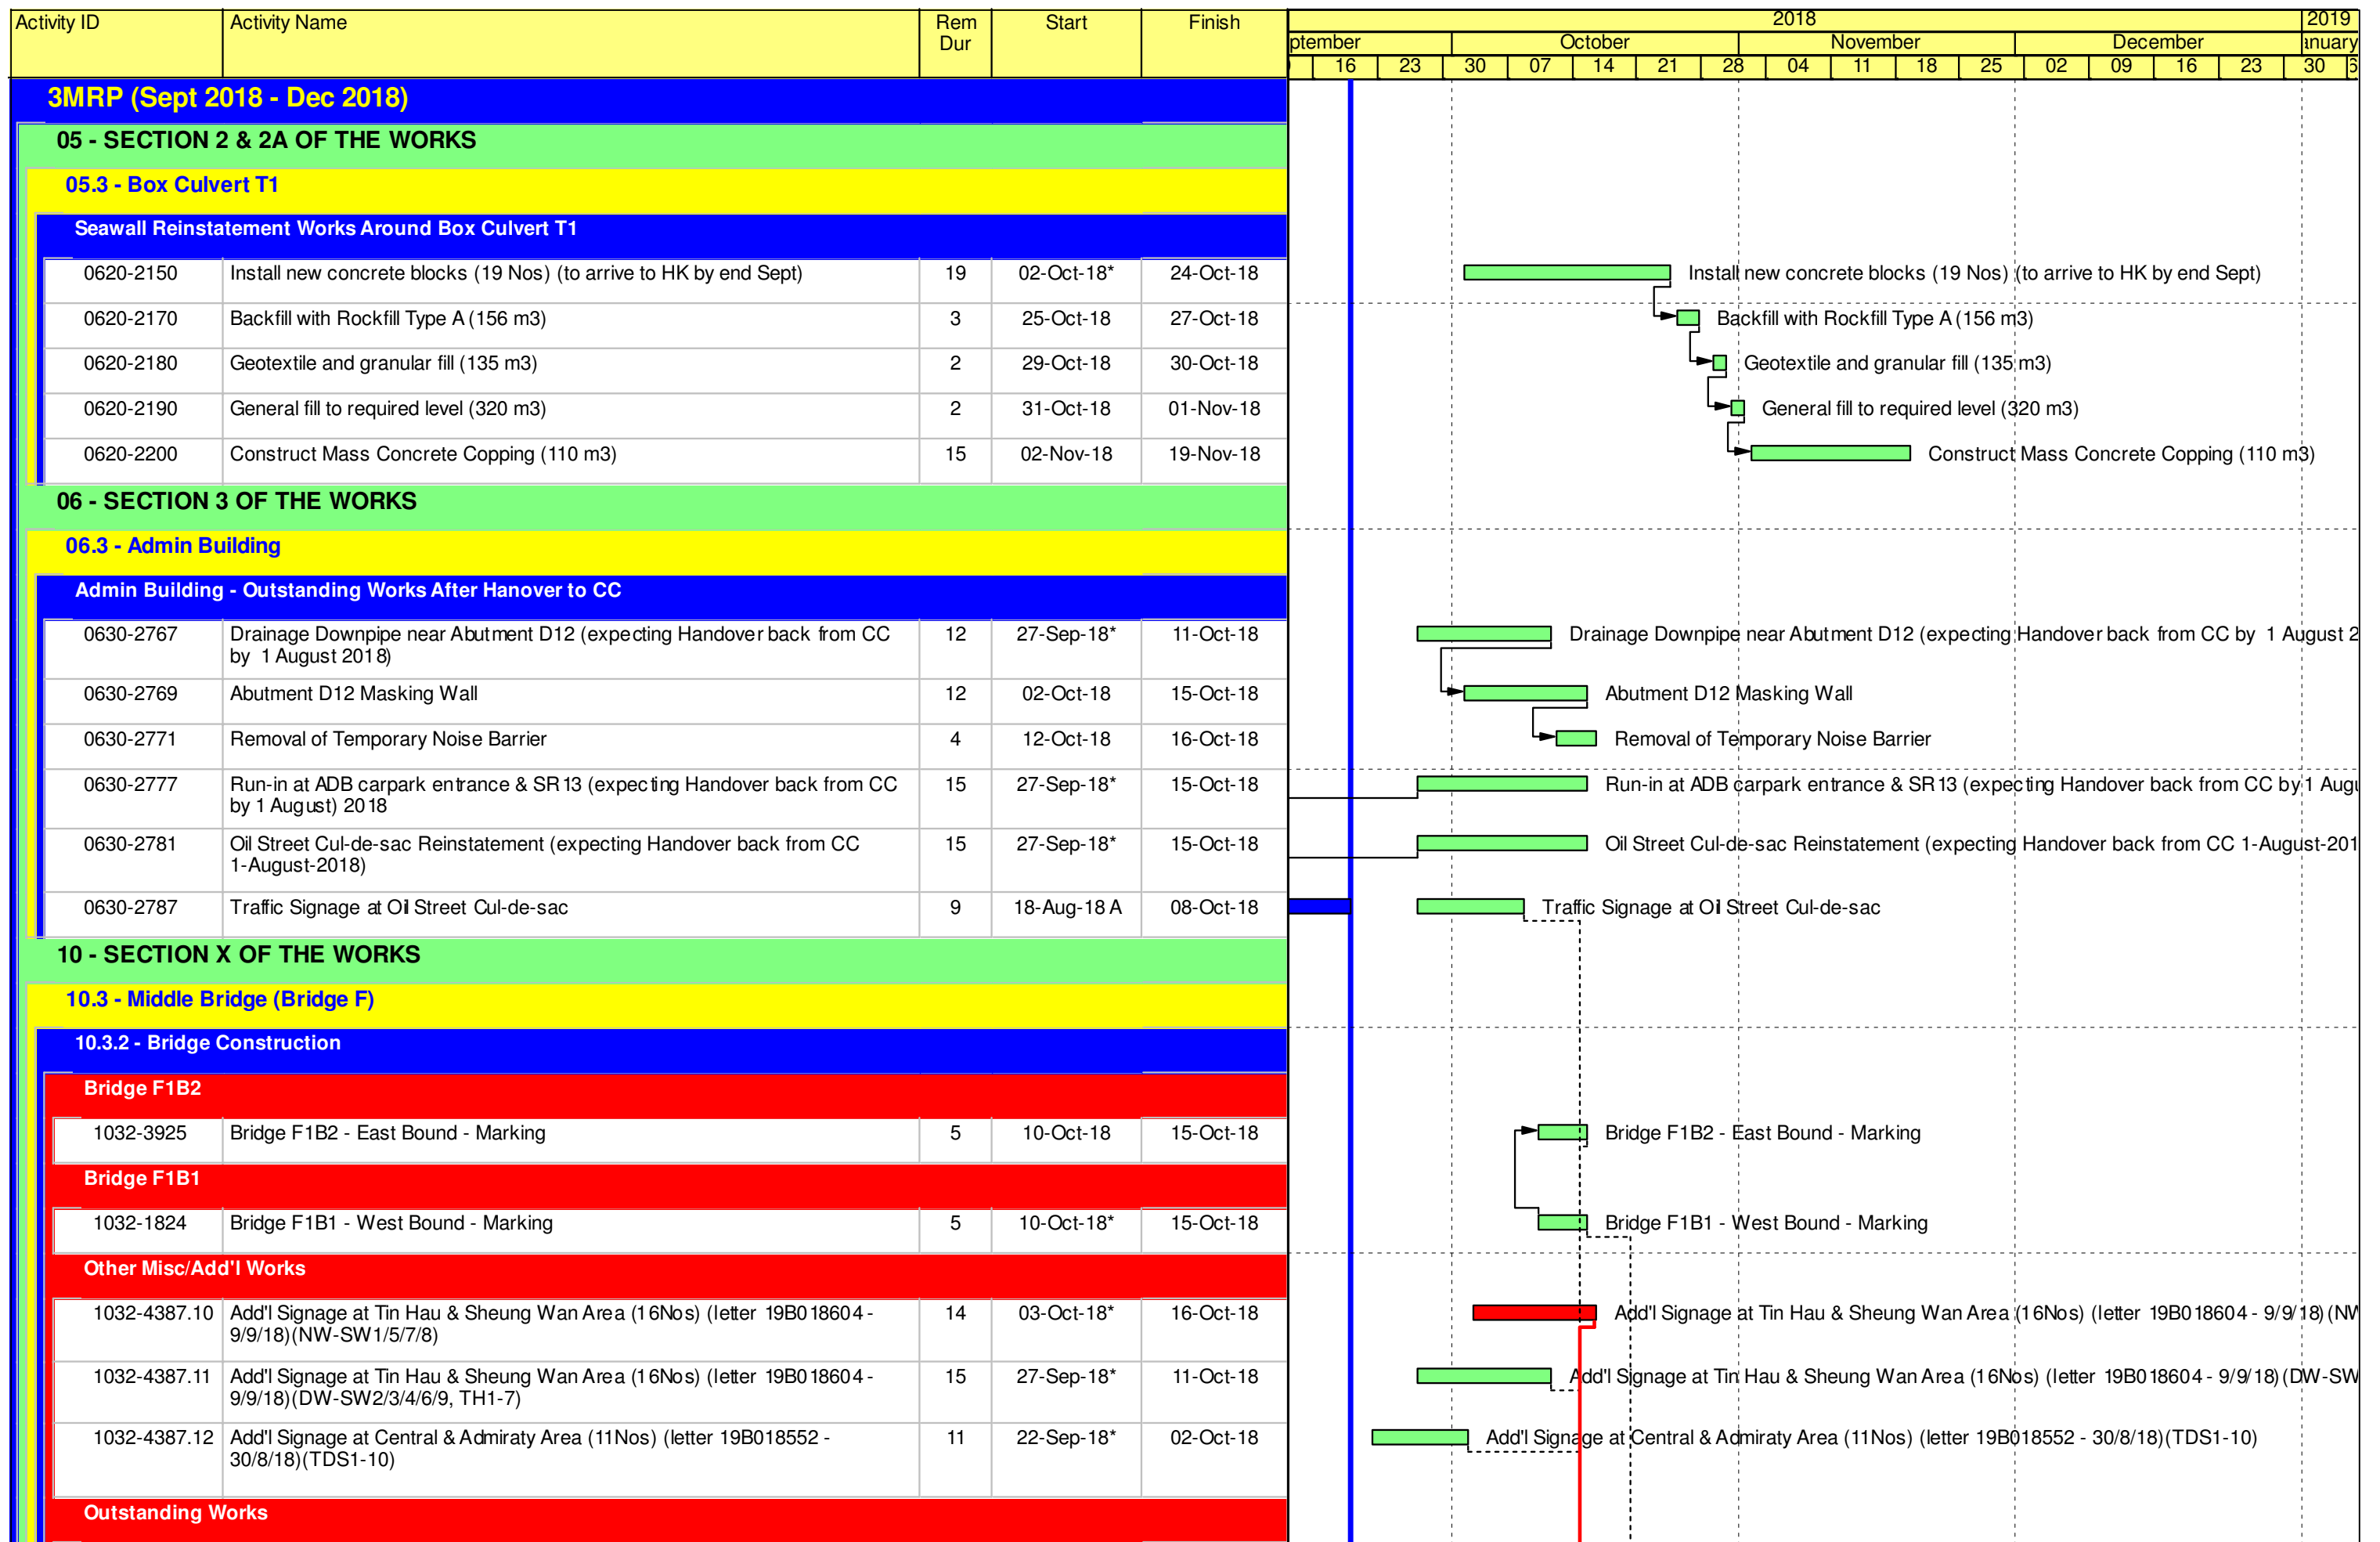 Activity ID Activity Name Rem Dur Start Finish
2018 2019
ptember October November December anuary
16 23 30 07 14 21 28 04 11 18 25 02 09 16 23 30
3MRP (Sept 2018 - Dec 2018)
05 - SECTION 2 & 2A OF THE WORKS
05.3 - Box Culvert T1
Seawall Reinstatement Works Around Box Culvert T1
0620-2150 Install new concrete blocks (19 Nos) (to arrive to HK by end Sept) 19 02-Oct-18* 24-Oct-18 Install new concrete blocks (19 Nos) (to arrive to HK by end Sept)
0620-2170 Backfill with Rockfill Type A (156 m3) 3 25-Oct-18 27-Oct-18 Backfill with Rockfill Type A (156 m3)
0620-2180 Geotextile and granular fill (135 m3) 2 29-Oct-18 30-Oct-18 Geotextile and granular fill (135 m3)
0620-2190 General fill to required level (320 m3) 2 31-Oct-18 01-Nov-18 General fill to required level (320 m3)
0620-2200 Construct Mass Concrete Copping (110 m3) 15 02-Nov-18 19-Nov-18 Construct Mass Concrete Copping (110 m3)
06 - SECTION 3 OF THE WORKS
06.3 - Admin Building
Admin Building - Outstanding Works After Hanover to CC
0630-2767 Drainage Downpipe near Abutment D12 (expecting Handover back from CC 12 27-Sep-18* 11-Oct-18 Drainage Downpipe near Abutment D12 (expecting Handover back from CC by 1 August 2
by 1 August 2018)
0630-2769 Abutment D12 Masking Wall 12 02-Oct-18 15-Oct-18 Abutment D12 Masking Wall
0630-2771 Removal of Temporary Noise Barrier 4 12-Oct-18 16-Oct-18 Removal of Temporary Noise Barrier
0630-2777 Run-in at ADB carpark entrance & SR13 (expecting Handover back from CC 15 27-Sep-18* 15-Oct-18 Run-in at ADB carpark entrance & SR13 (expecting Handover back from CC by 1 Augu
by 1 August) 2018
0630-2781 Oil Street Cul-de-sac Reinstatement (expecting Handover back from CC 15 27-Sep-18* 15-Oct-18 Oil Street Cul-de-sac Reinstatement (expecting Handover back from CC 1-August-201
1-August-2018)
0630-2787 Traffic Signage at Oil Street Cul-de-sac 9 18-Aug-18 A 08-Oct-18 Traffic Signage at Oil Street Cul-de-sac
10 - SECTION X OF THE WORKS
10.3 - Middle Bridge (Bridge F)
10.3.2 - Bridge Construction
Bridge F1B2
1032-3925 Bridge F1B2 - East Bound - Marking 5 10-Oct-18 15-Oct-18 Bridge F1B2 - East Bound - Marking
Bridge F1B1
1032-1824 Bridge F1B1 - West Bound - Marking 5 10-Oct-18* 15-Oct-18 Bridge F1B1 - West Bound - Marking
Other Misc/Add'l Works
1032-4387.10 Add'l Signage at Tin Hau & Sheung Wan Area (16Nos) (letter 19B018604 - 14 03-Oct-18* 16-Oct-18 Add'l Signage at Tin Hau & Sheung Wan Area (16Nos) (letter 19B018604 - 9/9/18)(NW
9/9/18)(NW-SW1/5/7/8)
1032-4387.11 Add'l Signage at Tin Hau & Sheung Wan Area (16Nos) (letter 19B018604 - 15 27-Sep-18* 11-Oct-18 Add'l Signage at Tin Hau & Sheung Wan Area (16Nos) (letter 19B018604 - 9/9/18)(DW-SW
9/9/18)(DW-SW2/3/4/6/9, TH1-7)
1032-4387.12 Add'l Signage at Central & Admiraty Area (11Nos) (letter 19B018552 - 11 22-Sep-18* 02-Oct-18 Add'l Signage at Central & Admiraty Area (11Nos) (letter 19B018552 - 30/8/18)(TDS1-10)
30/8/18)(TDS1-10)
Outstanding Works